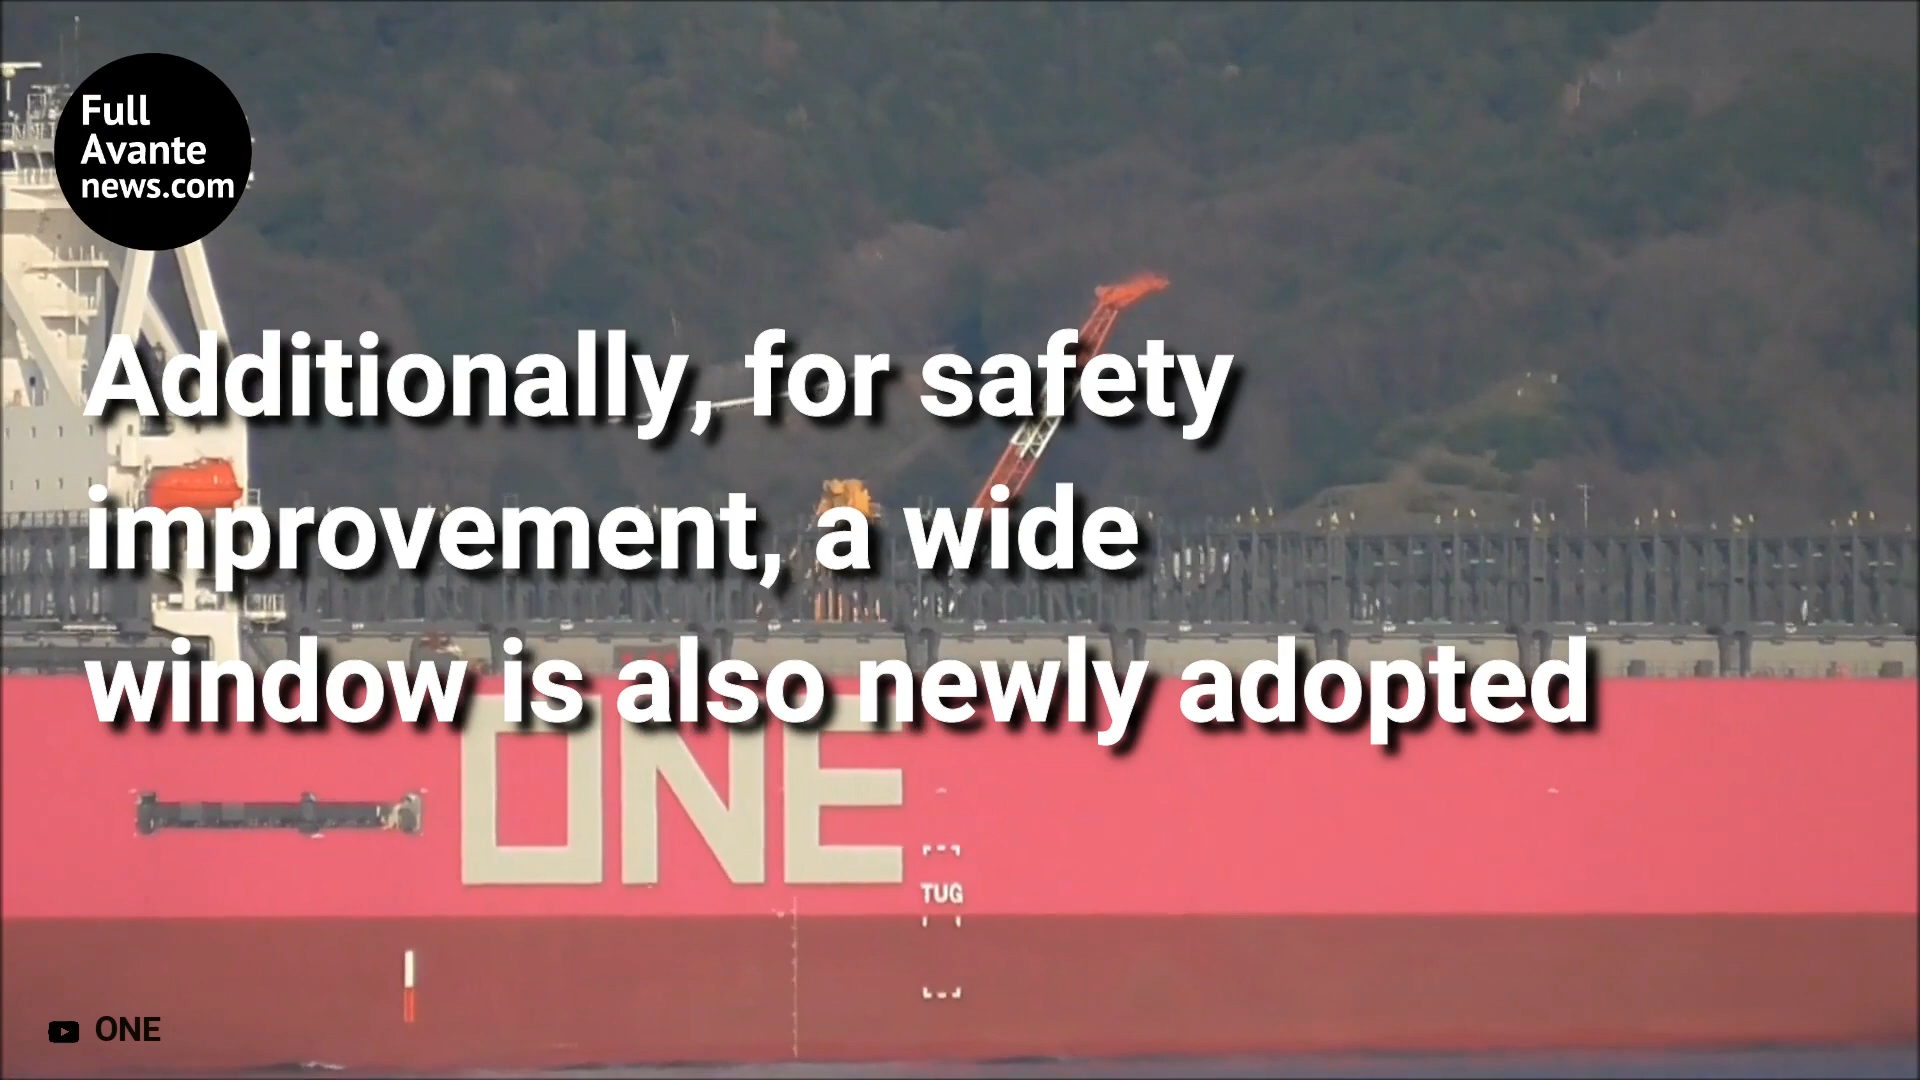 Full
Avante
news.com
Additionally, for safety
improvement, a wide
window is also newly adopted
ONE
TUG
ONE